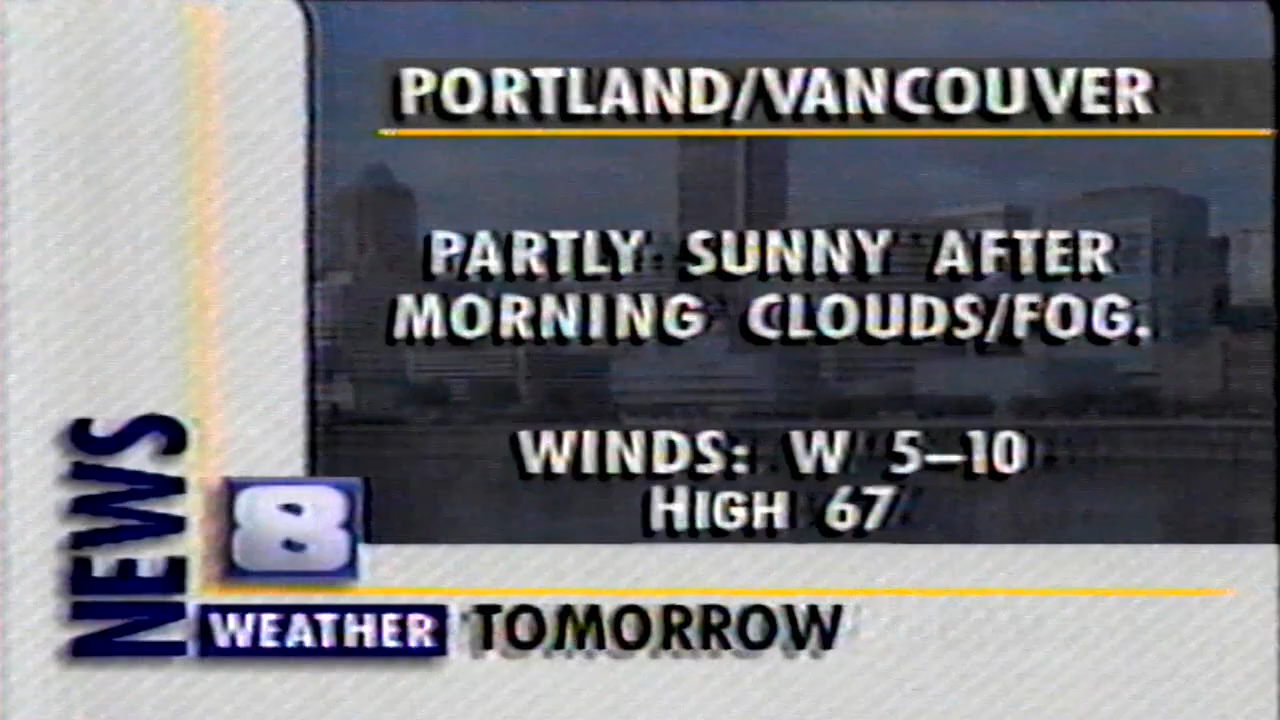 PORTLAND/VANCOUVER
PARTLY SUNNY AFTER
MORNING CLOUDS/FOG.
WINDS: W 5–10
HIGH 67
NEWS
8
WEATHER TOMORROW